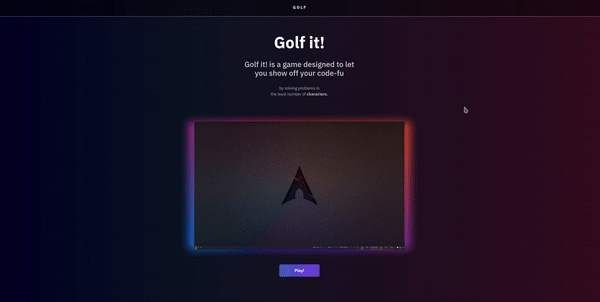 GOLF
Golf it!
Golf it! is a game designed to let
you show off your code-fu
by solving problems in
the least number of characters.
Play!